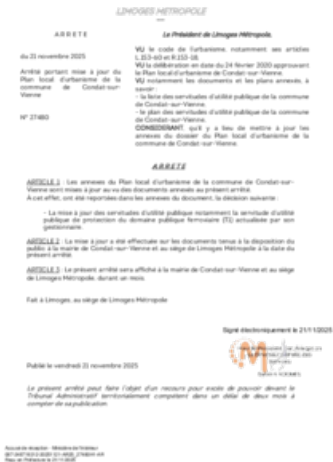 LIMOGES METROPOLE
ARRETE
du 21 novembre 2025
Arrêté portant mise à jour du
Plan local d'urbanisme de la
commune de Condat-sur-
Vienne
N° 27480
Le Président de Limoges Métropole,
VU le code de l'urbanisme, notamment ses articles
L.153-60 et R.153-18,
VU la délibération en date du 24 février 2020 approuvant
le Plan local d'urbanisme de Condat-sur-Vienne,
VU notamment les documents et les plans annexés, à
savoir :
- la liste des servitudes d'utilité publique de la commune
de Condat-sur-Vienne,
- le plan des servitudes d'utilité publique de la commune
de Condat-sur-Vienne.
CONSIDERANT qu'il y a lieu de mettre à jour les
annexes du dossier du Plan local d'urbanisme de la
commune de Condat-sur-Vienne.
ARRETE
ARTICLE 1 : Les annexes du Plan local d'urbanisme de la commune de Condat-sur-
Vienne sont mises à jour au vu des documents annexés au présent arrêté.
A cet effet, ont été reportées dans les annexes du document, la décision suivante :
- La mise à jour des servitudes d'utilité publique notamment la servitude d'utilité
publique de protection du domaine public ferroviaire (T1) actualisée par son
gestionnaire.
ARTICLE 2 : La mise à jour a été effectuée sur les documents tenus à la disposition du
public à la mairie de Condat-sur-Vienne et au siège de Limoges Métropole à la date du
présent arrêté.
ARTICLE 3 : Le présent arrêté sera affiché à la mairie de Condat-sur-Vienne et au siège
de Limoges Métropole, durant un mois.
Fait à Limoges, au siège de Limoges Métropole
Signé électroniquement le 21/11/2025
Publié le vendredi 21 novembre 2025
Le présent arrêté peut faire l'objet d'un recours pour excès de pouvoir devant le
Tribunal Administratif territorialement compétent dans un délai de deux mois à
compter de sa publication.
Accusé de réception - Ministère de l'Intérieur